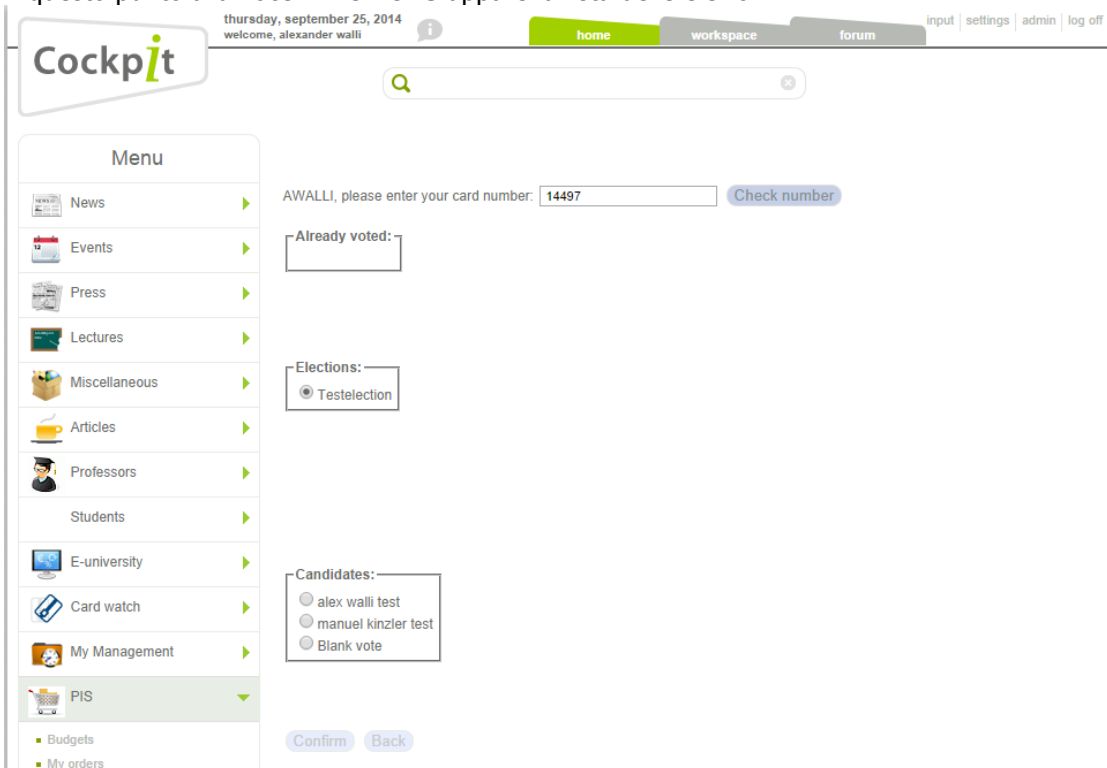 thursday, september 25, 2014
welcome, alexander walli
home
workspace
forum
input settings admin log off
Cockpit
Menu
News
Events
Press
Lectures
Miscellaneous
Articles
Professors
Students
E-university
Card watch
My Management
PIS
Budgets
My orders
AWALLI, please enter your card number: 14497 Check number
Already voted:
Elections:
Testelection
Candidates:
alex walli test
manuel kinzler test
Blank vote
Confirm Back